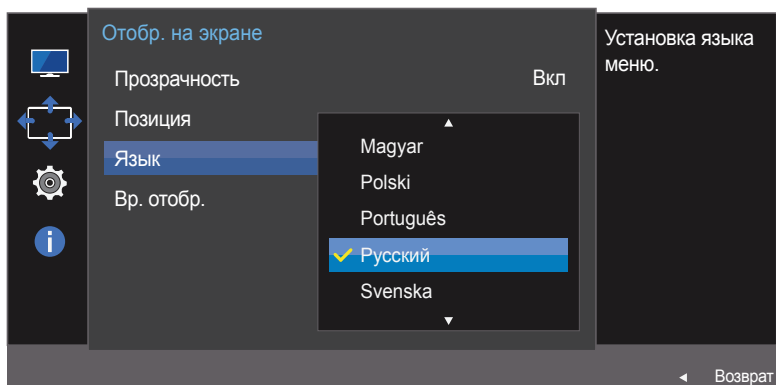 Отобр. на экране
Прозрачность Вкл
Позиция
Язык
Вр. отобр.
Magyar
Polski
Português
Русский
Svenska
Установка языка
меню.
Возврат